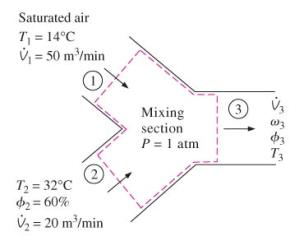 Saturated air
T₁ = 14°C
V̇₁ = 50 m³/min
1
Mixing
section
P = 1 atm
3
V̇₃
ω₃
ϕ₃
T₃
2
T₂ = 32°C
ϕ₂ = 60%
V̇₂ = 20 m³/min